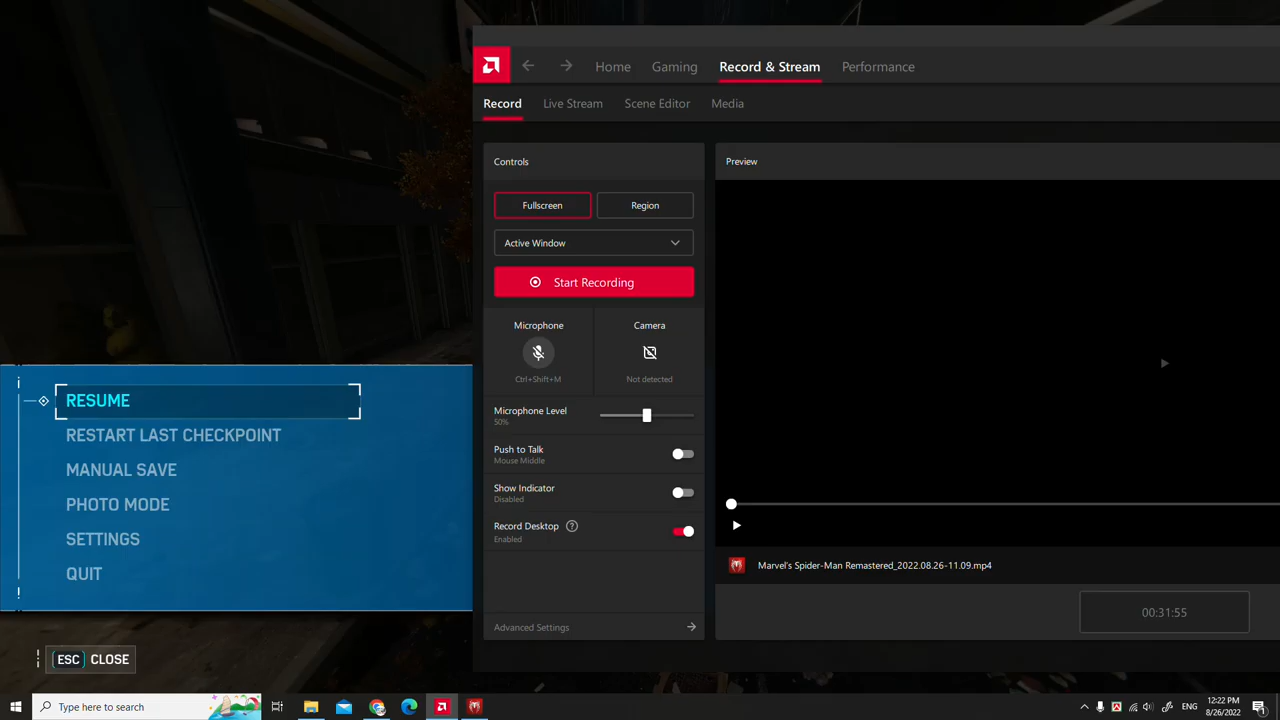 Home
Gaming
Record & Stream
Performance
Record
Live Stream
Scene Editor
Media
Controls
Preview
Fullscreen
Region
Active Window
Start Recording
Microphone
Camera
Ctrl+Shift+M
Not detected
Microphone Level
50%
Push to Talk
Mouse Middle
Show Indicator
Disabled
Record Desktop ?
Enabled
Advanced Settings
Marvel's Spider-Man Remastered_2022.08.26-11.09.mp4
00:31:55
i
RESUME
RESTART LAST CHECKPOINT
MANUAL SAVE
PHOTO MODE
SETTINGS
QUIT
!
ESC CLOSE
Type here to search
12:22 PM
8/26/2022
1